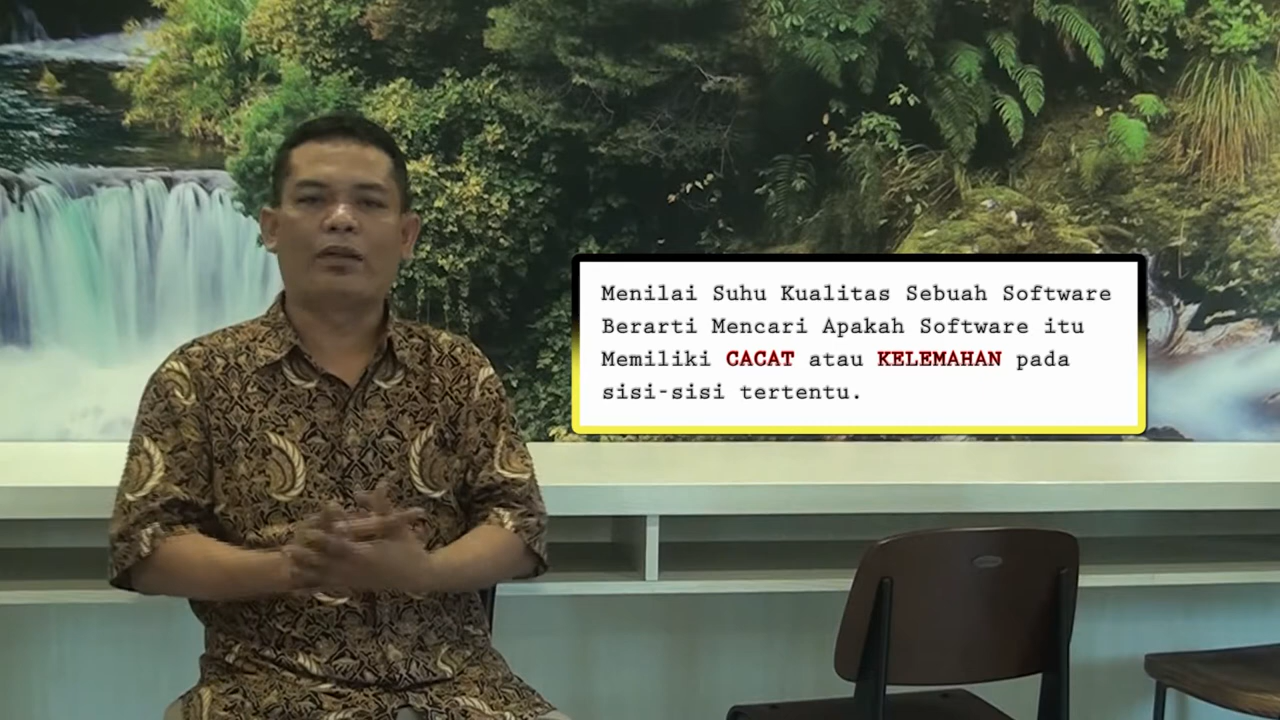 Menilai Suhu Kualitas Sebuah Software
Berarti Mencari Apakah Software itu
Memiliki CACAT atau KELEMAHAN pada
sisi-sisi tertentu.